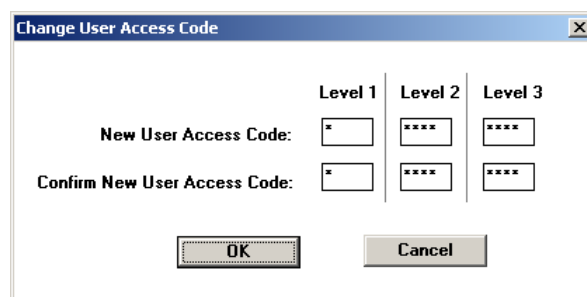 Change User Access Code
Level 1 Level 2 Level 3
New User Access Code: * **** ****
Confirm New User Access Code: * **** ****
OK Cancel